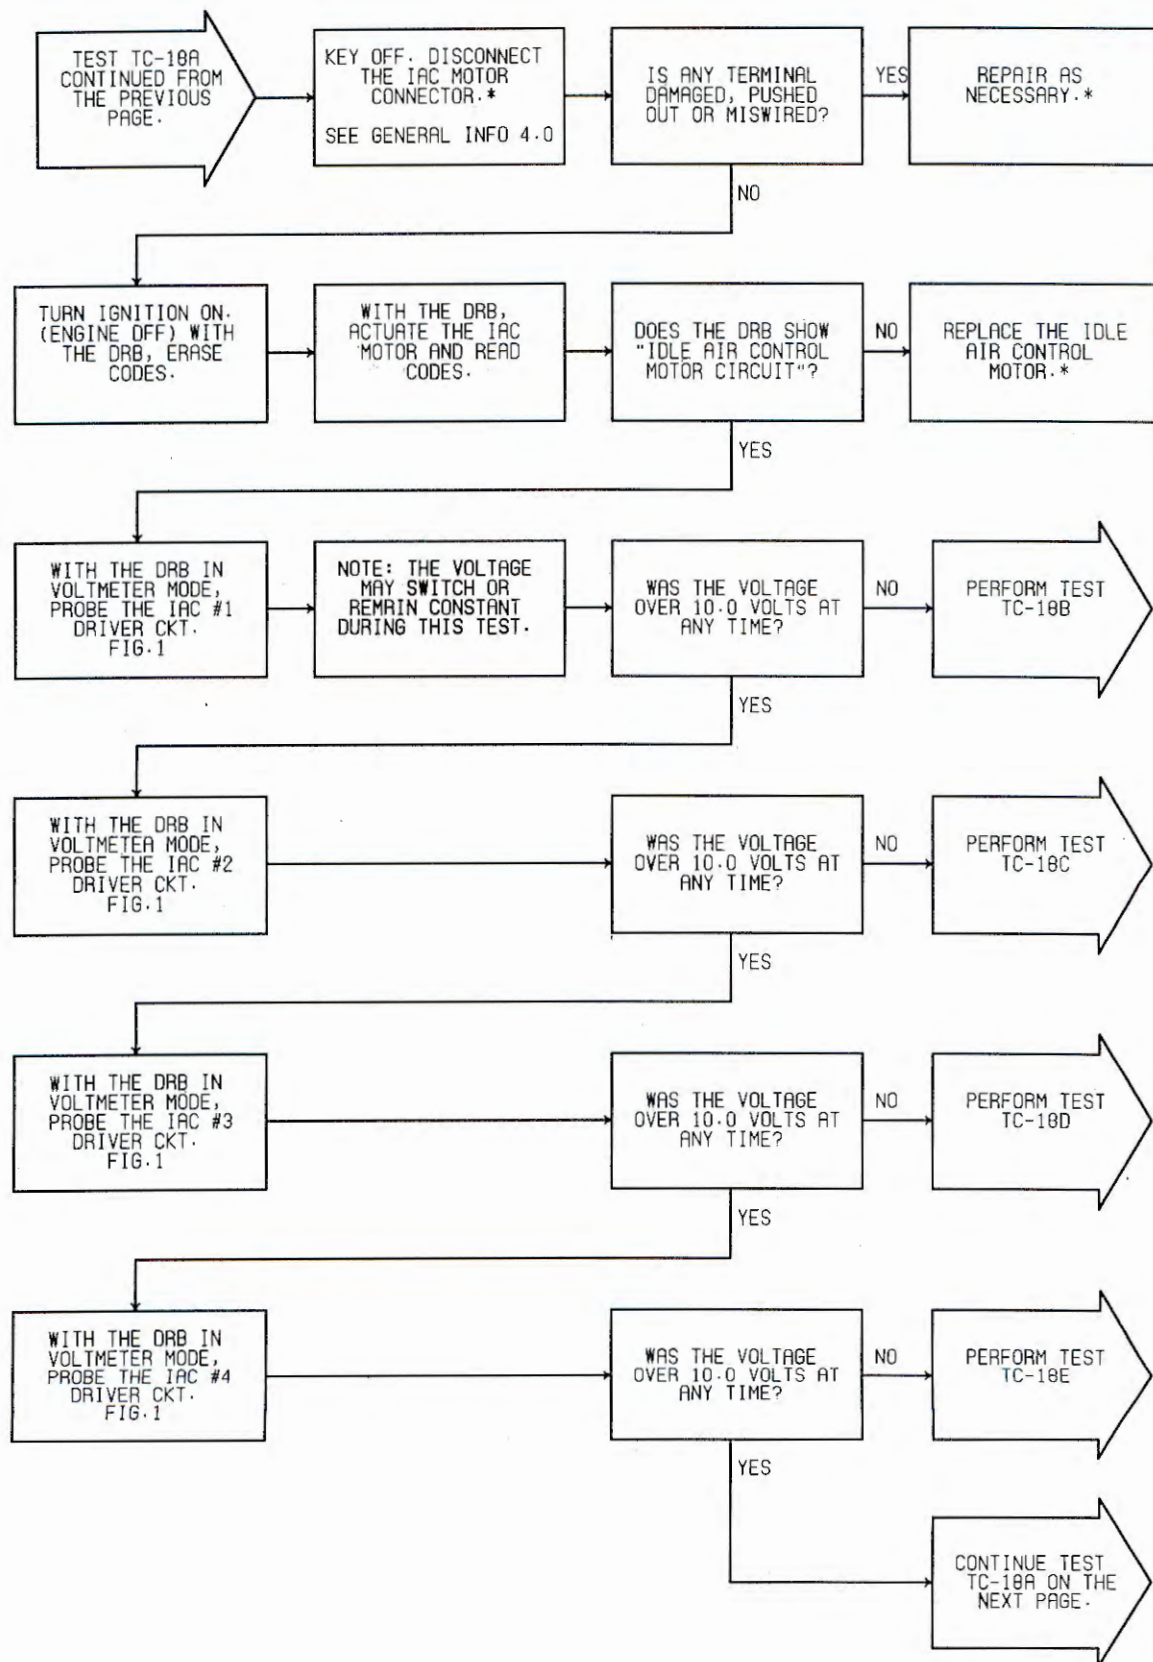 TEST TC-18A
CONTINUED FROM
THE PREVIOUS
PAGE.
KEY OFF. DISCONNECT
THE IAC MOTOR
CONNECTOR.*
SEE GENERAL INFO 4.0
IS ANY TERMINAL
DAMAGED, PUSHED
OUT OR MISWIRED?
YES
REPAIR AS
NECESSARY.*
NO
TURN IGNITION ON.
(ENGINE OFF) WITH
THE DRB, ERASE
CODES.
WITH THE DRB,
ACTUATE THE IAC
MOTOR AND READ
CODES.
DOES THE DRB SHOW
"IDLE AIR CONTROL
MOTOR CIRCUIT"?
NO
REPLACE THE IDLE
AIR CONTROL
MOTOR.*
YES
WITH THE DRB IN
VOLTMETER MODE,
PROBE THE IAC #1
DRIVER CKT.
FIG.1
NOTE: THE VOLTAGE
MAY SWITCH OR
REMAIN CONSTANT
DURING THIS TEST.
WAS THE VOLTAGE
OVER 10.0 VOLTS AT
ANY TIME?
NO
PERFORM TEST
TC-18B
YES
WITH THE DRB IN
VOLTMETER MODE,
PROBE THE IAC #2
DRIVER CKT.
FIG.1
WAS THE VOLTAGE
OVER 10.0 VOLTS AT
ANY TIME?
NO
PERFORM TEST
TC-18C
YES
WITH THE DRB IN
VOLTMETER MODE,
PROBE THE IAC #3
DRIVER CKT.
FIG.1
WAS THE VOLTAGE
OVER 10.0 VOLTS AT
ANY TIME?
NO
PERFORM TEST
TC-18D
YES
WITH THE DRB IN
VOLTMETER MODE,
PROBE THE IAC #4
DRIVER CKT.
FIG.1
WAS THE VOLTAGE
OVER 10.0 VOLTS AT
ANY TIME?
NO
PERFORM TEST
TC-18E
YES
CONTINUE TEST
TC-18A ON THE
NEXT PAGE.